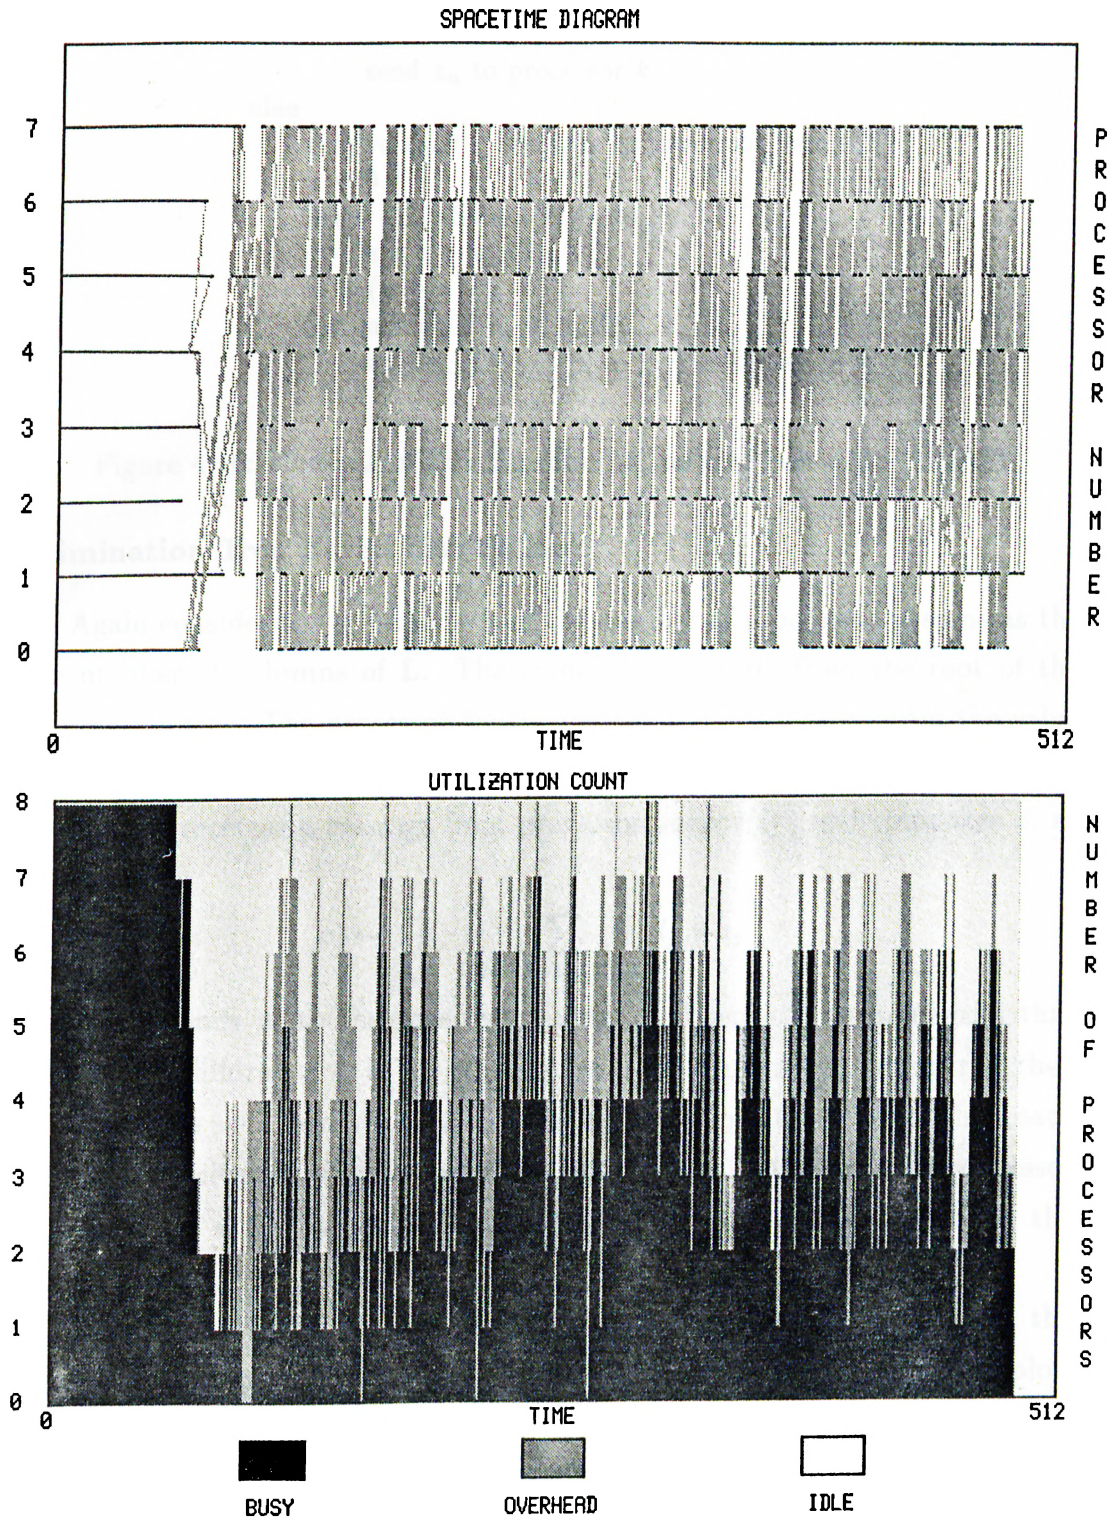 SPACETIME DIAGRAM
7
6
5
4
3
2
1
0
PROCESSOR NUMBER
0
TIME
512
UTILIZATION COUNT
8
7
6
5
4
3
2
1
0
NUMBER OF PROCESSORS
0
TIME
512
BUSY
OVERHEAD
IDLE